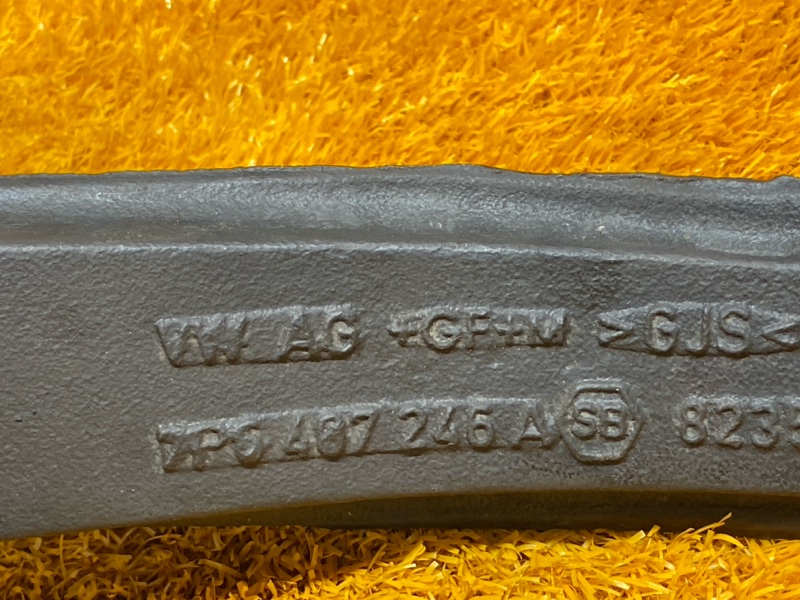 VW AG +GF+M >GJS<
7P0 407 246 A SB 823